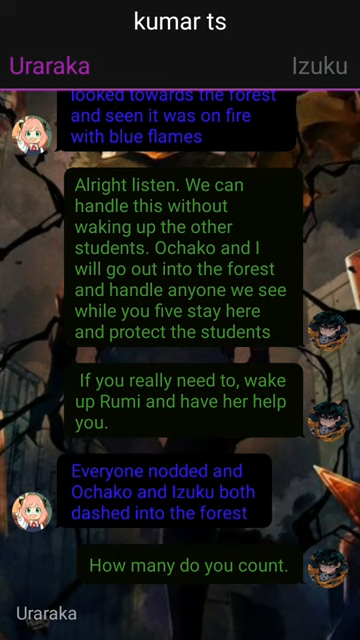 kumar ts
Uraraka
Izuku
looked towards the forest
and seen it was on fire
with blue flames
Alright listen. We can
handle this without
waking up the other
students. Ochako and I
will go out into the forest
and handle anyone we see
while you five stay here
and protect the students
If you really need to, wake
up Rumi and have her help
you.
Everyone nodded and
Ochako and Izuku both
dashed into the forest
How many do you count.
Uraraka